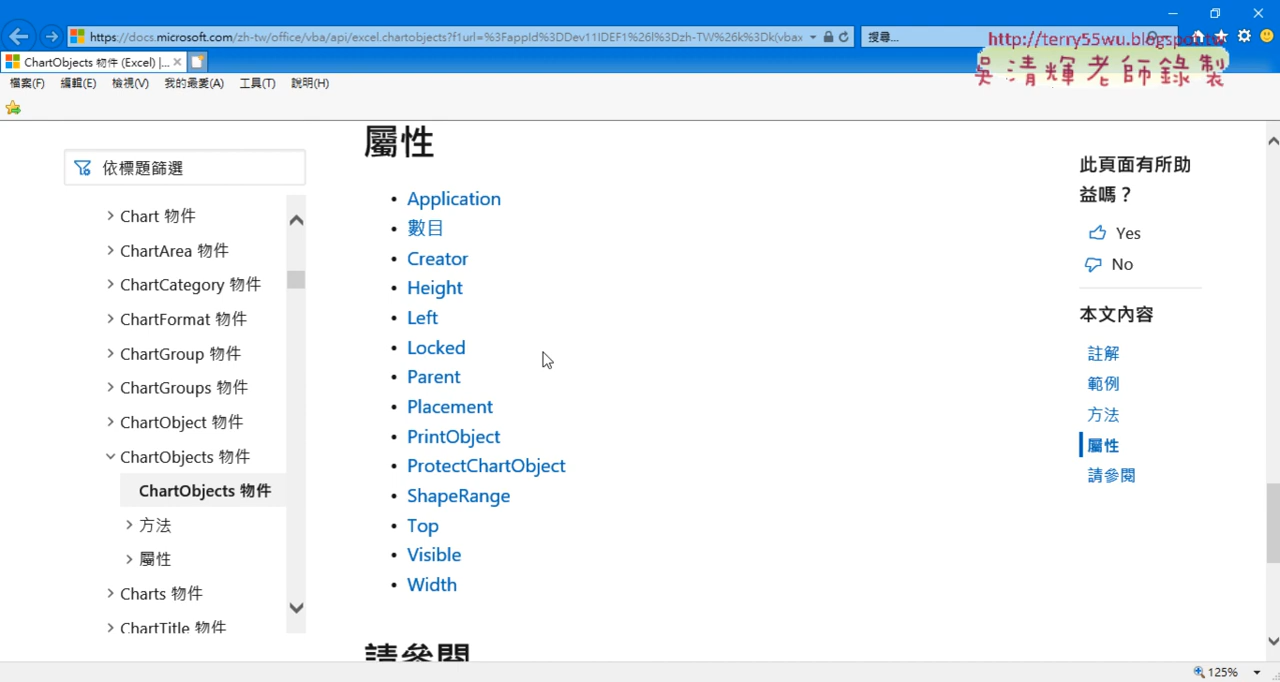 https://docs.microsoft.com/zh-tw/office/vba/api/excel.chartobjects?f1url=%3FappId%3DDev11IDEF1%26l%3Dzh-TW%26k%3Dk(vbax
搜尋...
http://terry55wu.blogspot.tw
ChartObjects 物件 (Excel) |...
吳清輝老師錄製
檔案(F) 編輯(E) 檢視(V) 我的最愛(A) 工具(T) 說明(H)
依標題篩選
Chart 物件
ChartArea 物件
ChartCategory 物件
ChartFormat 物件
ChartGroup 物件
ChartGroups 物件
ChartObject 物件
ChartObjects 物件
ChartObjects 物件
方法
屬性
Charts 物件
ChartTitle 物件
屬性
• Application
• 數目
• Creator
• Height
• Left
• Locked
• Parent
• Placement
• PrintObject
• ProtectChartObject
• ShapeRange
• Top
• Visible
• Width
請參閱
此頁面有所助
益嗎？
Yes
No
本文內容
註解
範例
方法
屬性
請參閱
125%